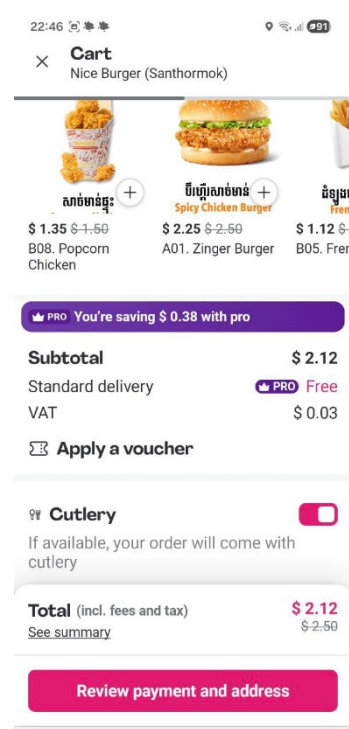 22:46
91
Cart
Nice Burger (Santhormok)
សាច់មាន់ផ្ទុះ
ប៊ឺហ្គឺរសាច់មាន់
Spicy Chicken Burger
$ 1.35 $ 1.50
$ 2.25 $ 2.50
$ 1.12 $
B08. Popcorn
Chicken
A01. Zinger Burger
B05. Fre
PRO You're saving $ 0.38 with pro
Subtotal $ 2.12
Standard delivery PRO Free
VAT $ 0.03
Apply a voucher
Cutlery
If available, your order will come with
cutlery
Total (incl. fees and tax) $ 2.12
See summary $ 2.50
Review payment and address